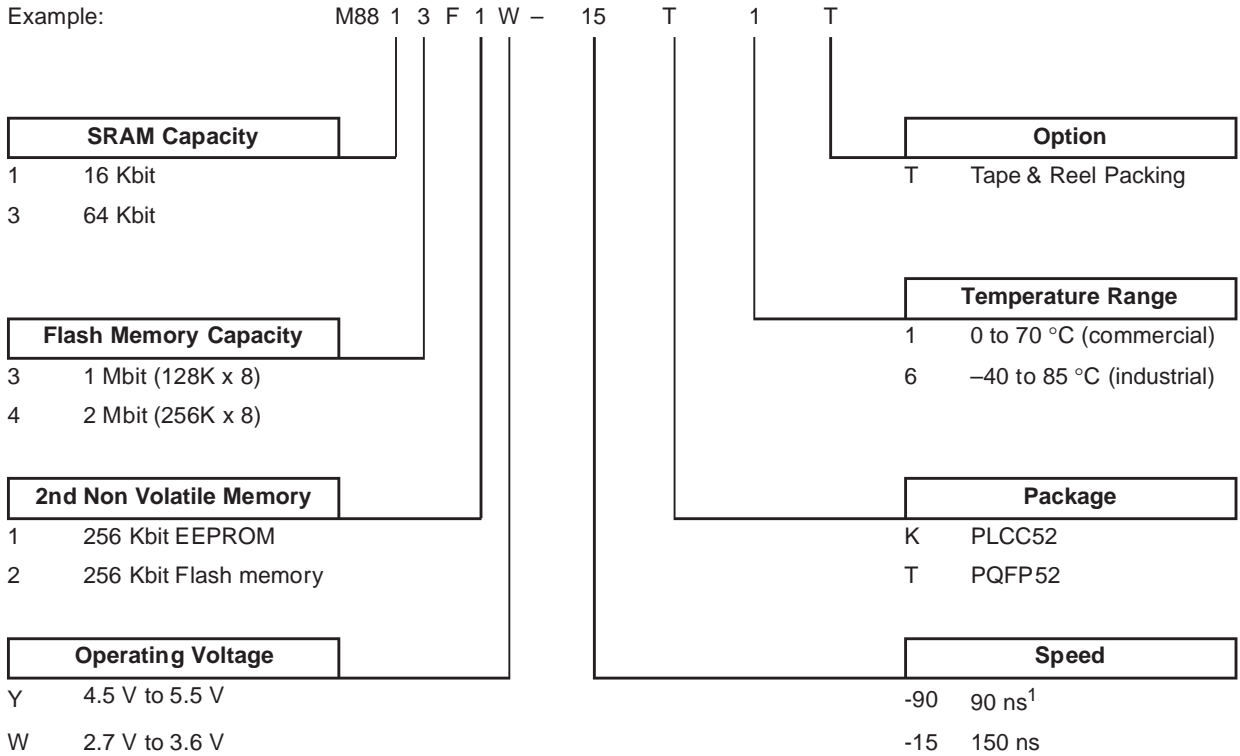 Example: M88 1 3 F 1 W – 15 T 1 T
SRAM Capacity
1 16 Kbit
3 64 Kbit
Flash Memory Capacity
3 1 Mbit (128K x 8)
4 2 Mbit (256K x 8)
2nd Non Volatile Memory
1 256 Kbit EEPROM
2 256 Kbit Flash memory
Operating Voltage
Y 4.5 V to 5.5 V
W 2.7 V to 3.6 V
Option
T Tape & Reel Packing
Temperature Range
1 0 to 70 °C (commercial)
6 –40 to 85 °C (industrial)
Package
K PLCC52
T PQFP52
Speed
-90 90 ns1
-15 150 ns